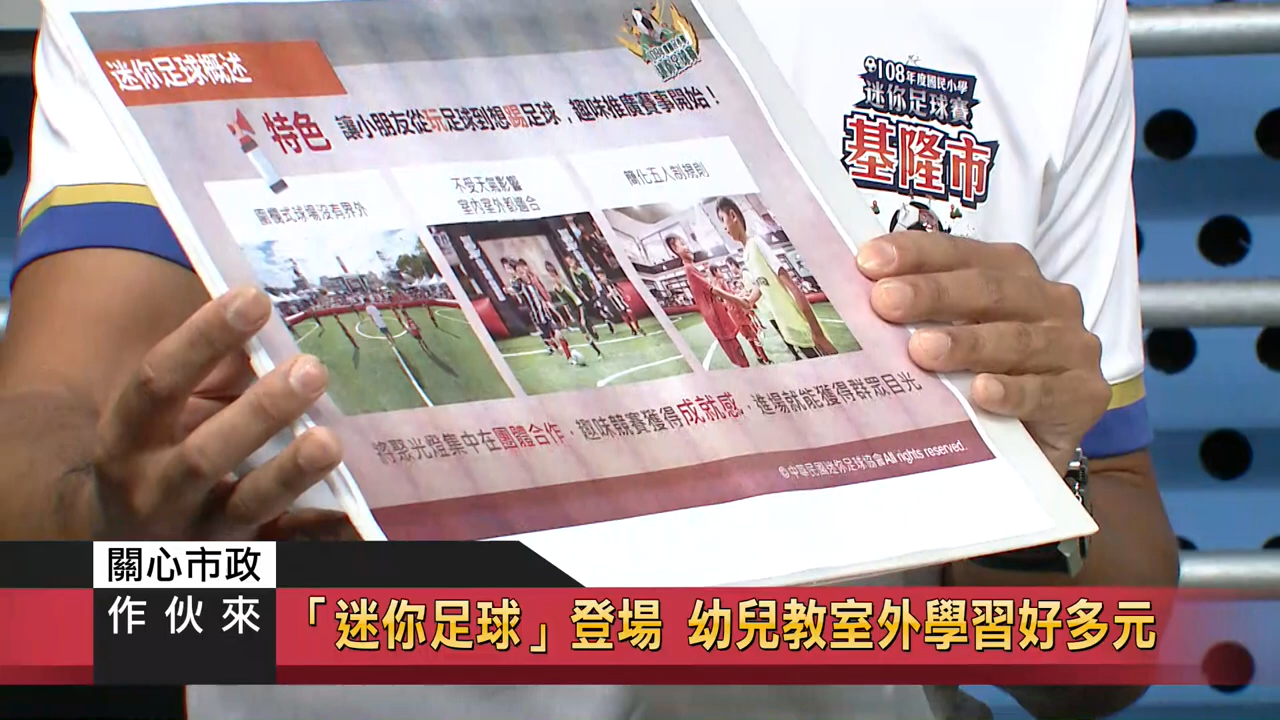 迷你足球概述
特色 讓小朋友從玩足球到想踢足球，趣味推廣賽事開始！
圍欄式球場沒有界外
不受天氣影響
室內室外都適合
簡化五人制規則
將聚光燈集中在團體合作，趣味競賽獲得成就感，進場就能獲得群眾目光
©中華民國迷你足球協會All rights reserved.
108年度國民小學
迷你足球賽
基隆市
關心市政
作伙來
「迷你足球」登場 幼兒教室外學習好多元